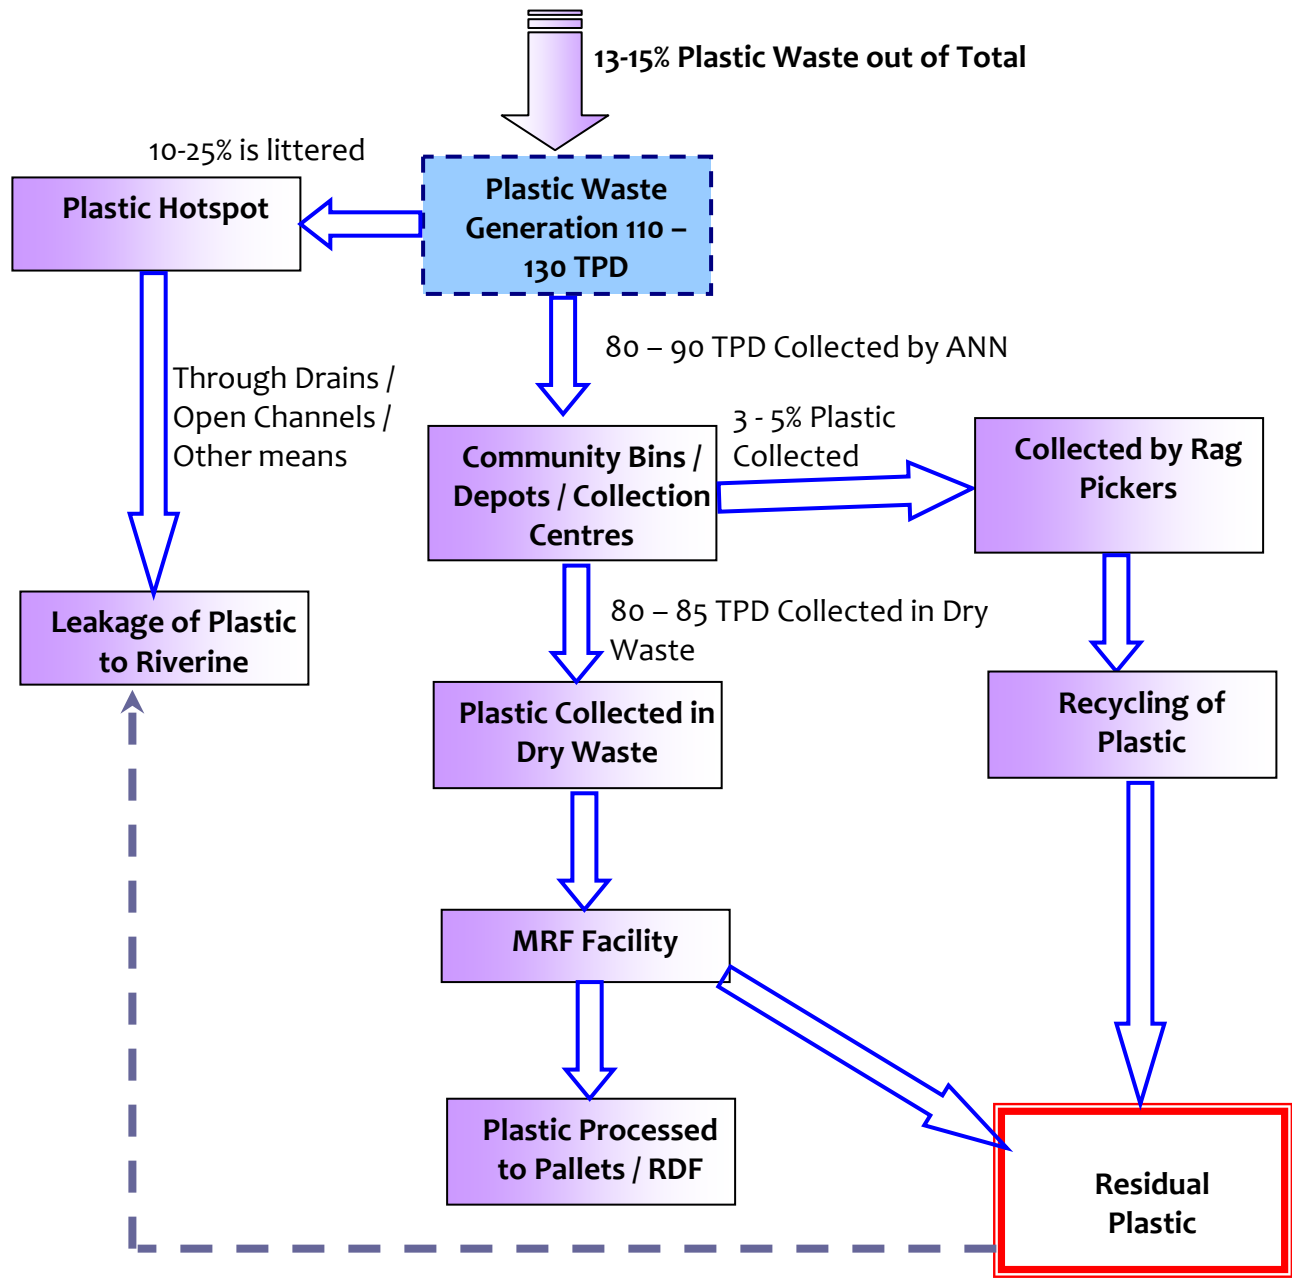 13-15% Plastic Waste out of Total
10-25% is littered
Plastic Waste
Generation 110 –
130 TPD
Plastic Hotspot
80 – 90 TPD Collected by ANN
Through Drains /
Open Channels /
Other means
3 - 5% Plastic
Collected
Community Bins /
Depots / Collection
Centres
Collected by Rag
Pickers
80 – 85 TPD Collected in Dry
Waste
Leakage of Plastic
to Riverine
Plastic Collected in
Dry Waste
Recycling of
Plastic
MRF Facility
Plastic Processed
to Pallets / RDF
Residual
Plastic